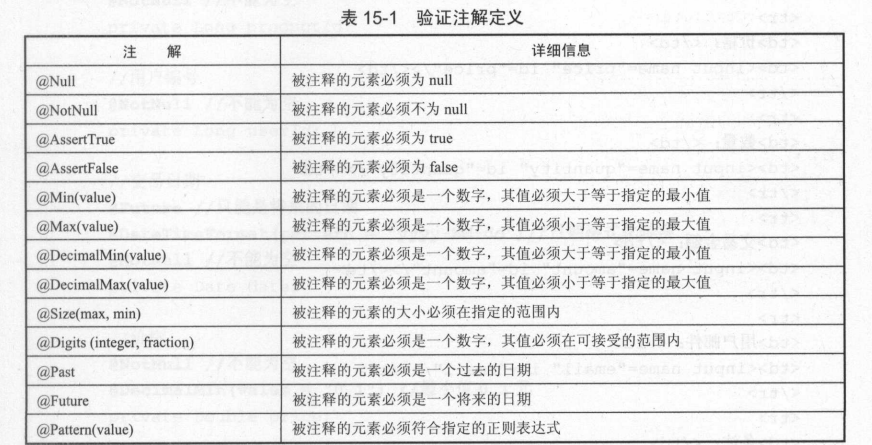 表 15-1 验证注解定义
注 解 详细信息
@Null 被注释的元素必须为 null
@NotNull 被注释的元素必须不为 null
@AssertTrue 被注释的元素必须为 true
@AssertFalse 被注释的元素必须为 false
@Min(value) 被注释的元素必须是一个数字，其值必须大于等于指定的最小值
@Max(value) 被注释的元素必须是一个数字，其值必须小于等于指定的最大值
@DecimalMin(value) 被注释的元素必须是一个数字，其值必须大于等于指定的最小值
@DecimalMax(value) 被注释的元素必须是一个数字，其值必须小于等于指定的最大值
@Size(max, min) 被注释的元素的大小必须在指定的范围内
@Digits (integer, fraction) 被注释的元素必须是一个数字，其值必须在可接受的范围内
@Past 被注释的元素必须是一个过去的日期
@Future 被注释的元素必须是一个将来的日期
@Pattern(value) 被注释的元素必须符合指定的正则表达式